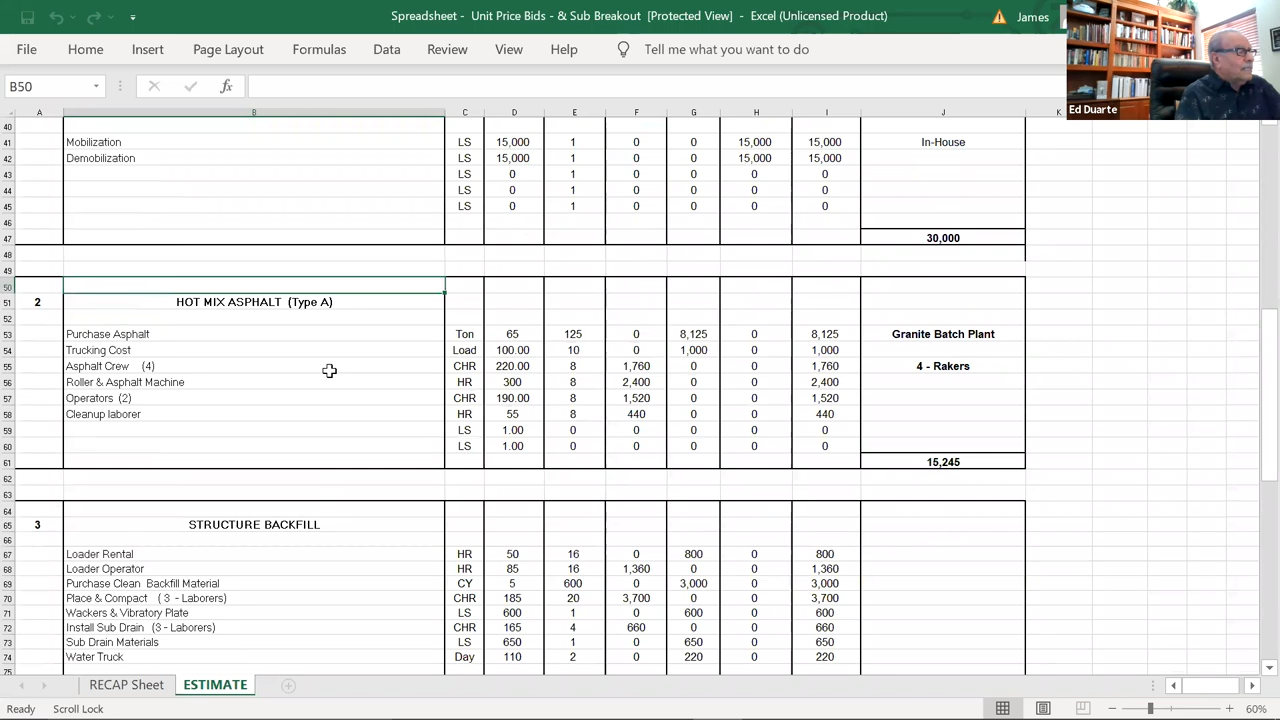 Spreadsheet - Unit Price Bids - & Sub Breakout [Protected View] - Excel (Unlicensed Product)
James
File Home Insert Page Layout Formulas Data Review View Help Tell me what you want to do
B50 fx
Ed Duarte
A B C D E F G H I J K
40
41 Mobilization LS 15,000 1 0 0 15,000 15,000 In-House
42 Demobilization LS 15,000 1 0 0 15,000 15,000
43 LS 0 1 0 0 0 0
44 LS 0 1 0 0 0 0
45 LS 0 1 0 0 0 0
46
47 30,000
48
49
50
51 2 HOT MIX ASPHALT (Type A)
52
53 Purchase Asphalt Ton 65 125 0 8,125 0 8,125 Granite Batch Plant
54 Trucking Cost Load 100.00 10 0 1,000 0 1,000
55 Asphalt Crew (4) CHR 220.00 8 1,760 0 0 1,760 4 - Rakers
56 Roller & Asphalt Machine HR 300 8 2,400 0 0 2,400
57 Operators (2) CHR 190.00 8 1,520 0 0 1,520
58 Cleanup laborer HR 55 8 440 0 0 440
59 LS 1.00 0 0 0 0 0
60 LS 1.00 0 0 0 0 0
61 15,245
62
63
64
65 3 STRUCTURE BACKFILL
66
67 Loader Rental HR 50 16 0 800 0 800
68 Loader Operator HR 85 16 1,360 0 0 1,360
69 Purchase Clean Backfill Material CY 5 600 0 3,000 0 3,000
70 Place & Compact ( 3 - Laborers) CHR 185 20 3,700 0 0 3,700
71 Wackers & Vibratory Plate LS 600 1 0 600 0 600
72 Install Sub Drain (3 - Laborers) CHR 165 4 660 0 0 660
73 Sub Drain Materials LS 650 1 0 650 0 650
74 Water Truck Day 110 2 0 220 0 220
75
RECAP Sheet ESTIMATE
Ready Scroll Lock 60%